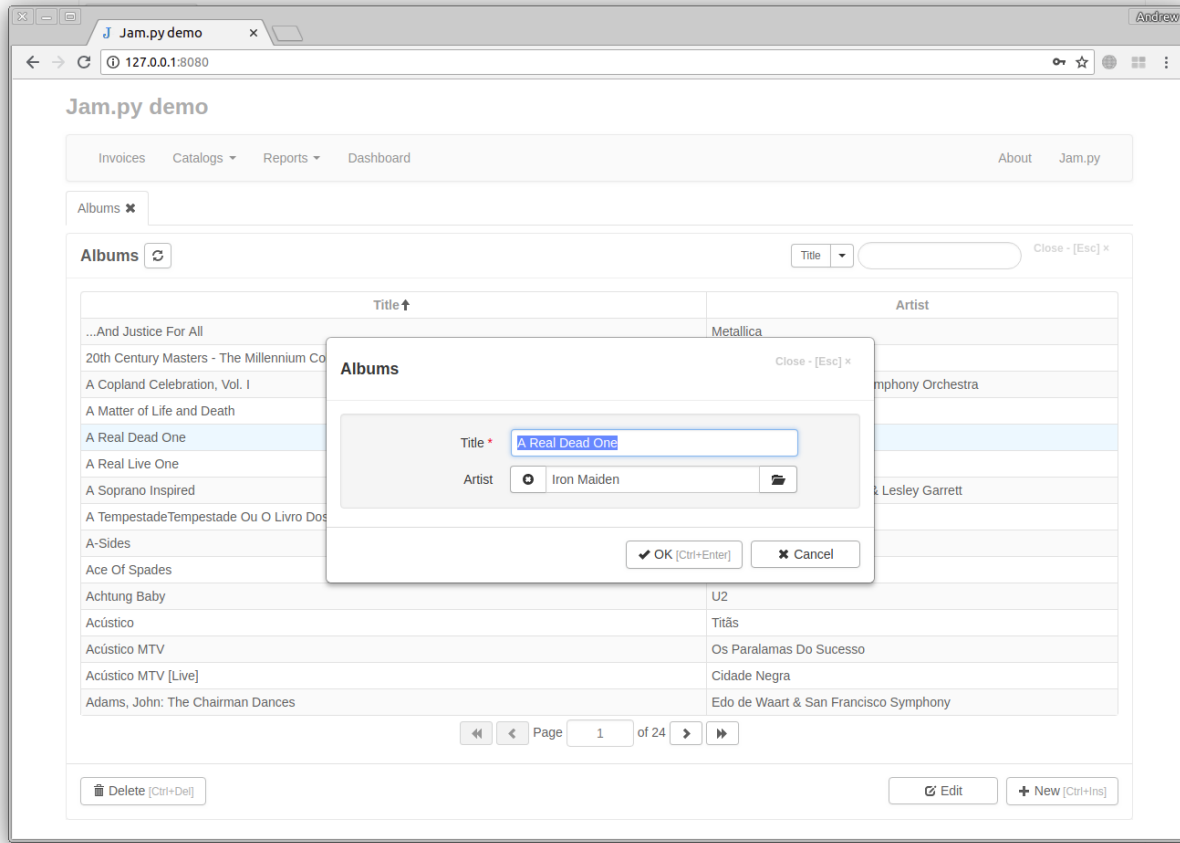 Andrew
Jam.py demo
127.0.0.1:8080
Jam.py demo
Invoices Catalogs Reports Dashboard About Jam.py
Albums
Albums Title Close - [Esc] ×
Title Artist
...And Justice For All Metallica
20th Century Masters - The Millennium Co
A Copland Celebration, Vol. I mphony Orchestra
A Matter of Life and Death
A Real Dead One
A Real Live One
A Soprano Inspired & Lesley Garrett
A TempestadeTempestade Ou O Livro Dos
A-Sides
Ace Of Spades
Achtung Baby U2
Acústico Titãs
Acústico MTV Os Paralamas Do Sucesso
Acústico MTV [Live] Cidade Negra
Adams, John: The Chairman Dances Edo de Waart & San Francisco Symphony
Albums Close - [Esc] ×
Title * A Real Dead One
Artist Iron Maiden
OK [Ctrl+Enter] Cancel
Page 1 of 24
Delete [Ctrl+Del] Edit New [Ctrl+Ins]